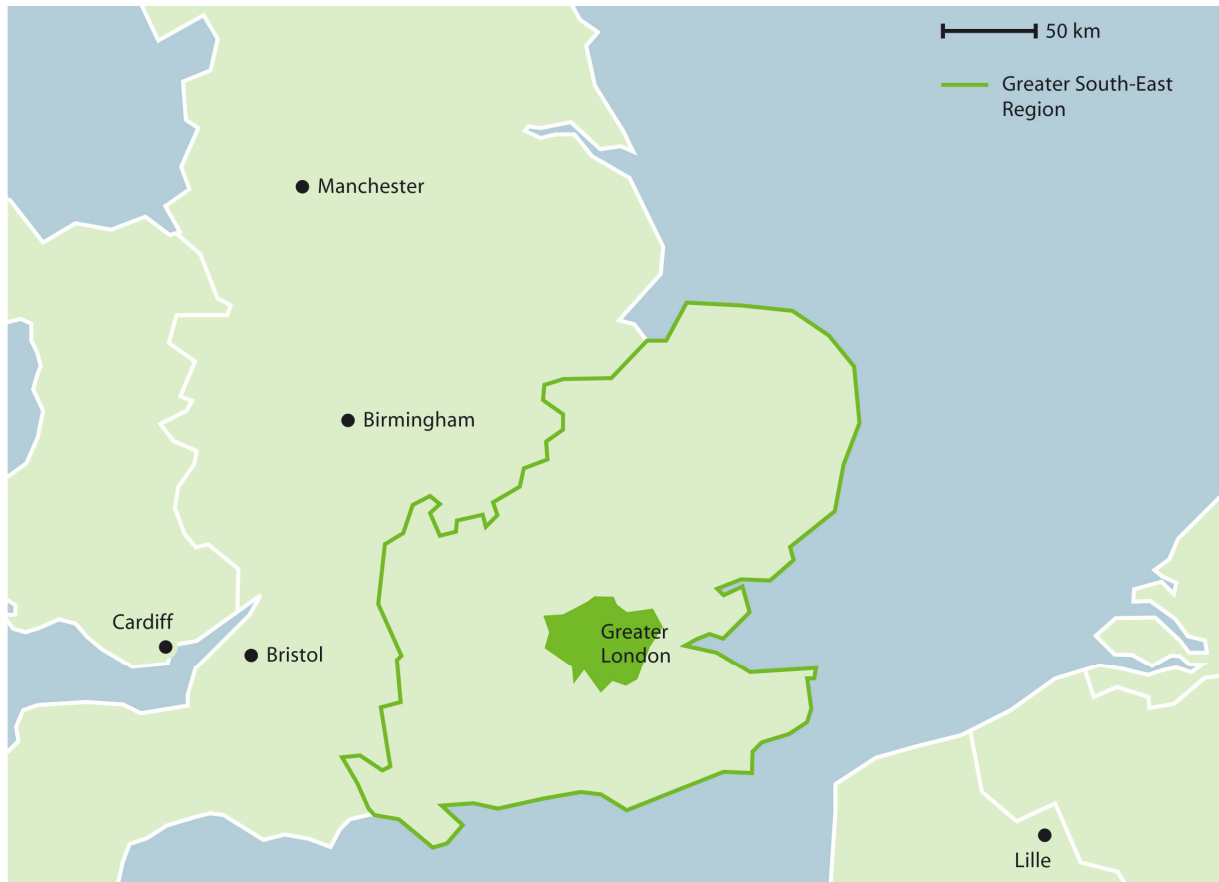 50 km
Greater South-East
Region
Manchester
Birmingham
Cardiff
Bristol
Greater
London
Lille